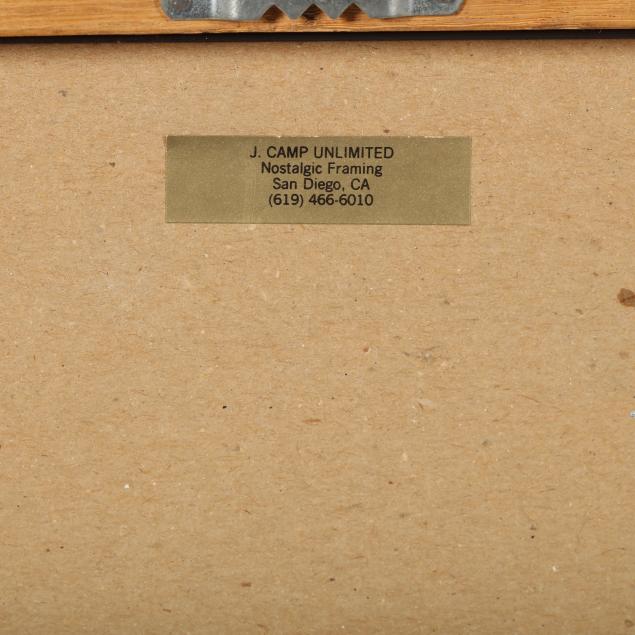 J. CAMP UNLIMITED
Nostalgic Framing
San Diego, CA
(619) 466-6010